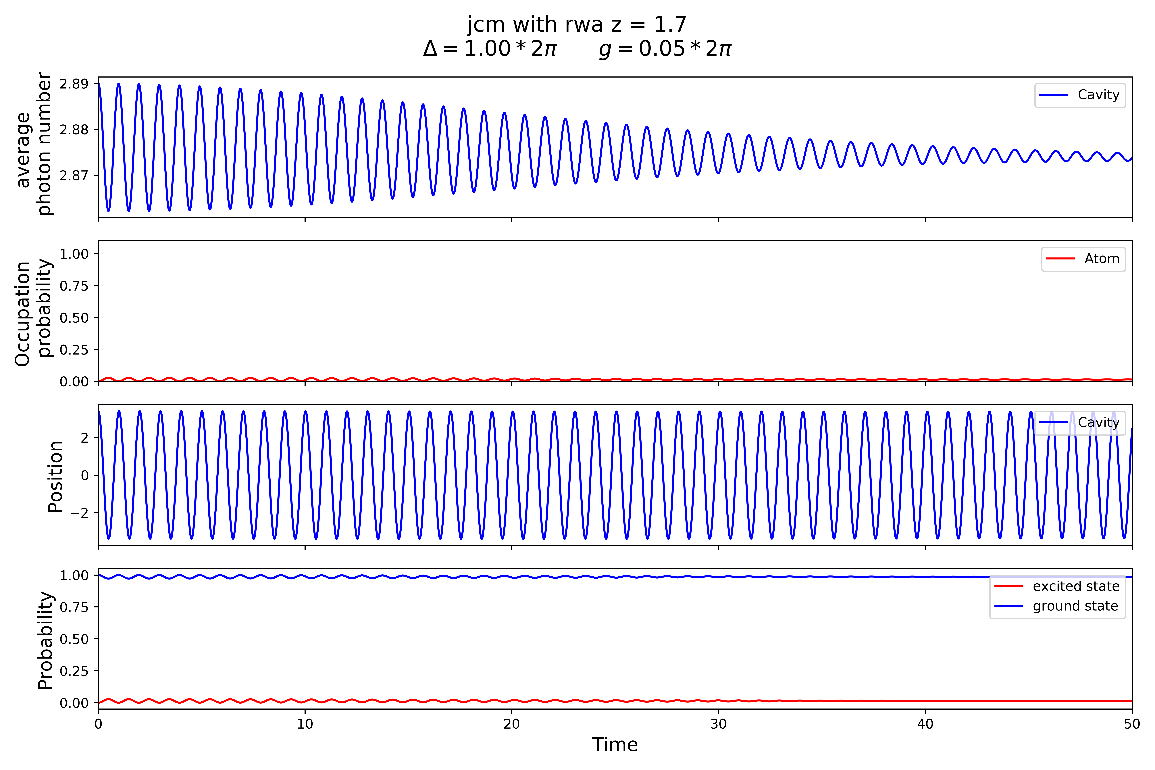 jcm with rwa z = 1.7
Δ = 1.00 * 2π g = 0.05 * 2π
average
photon number
2.89
2.88
2.87
Cavity
Occupation
probability
1.00
0.75
0.50
0.25
0.00
Atom
Position
2
0
−2
Cavity
Probability
1.00
0.75
0.50
0.25
0.00
excited state
ground state
0 10 20 30 40 50
Time